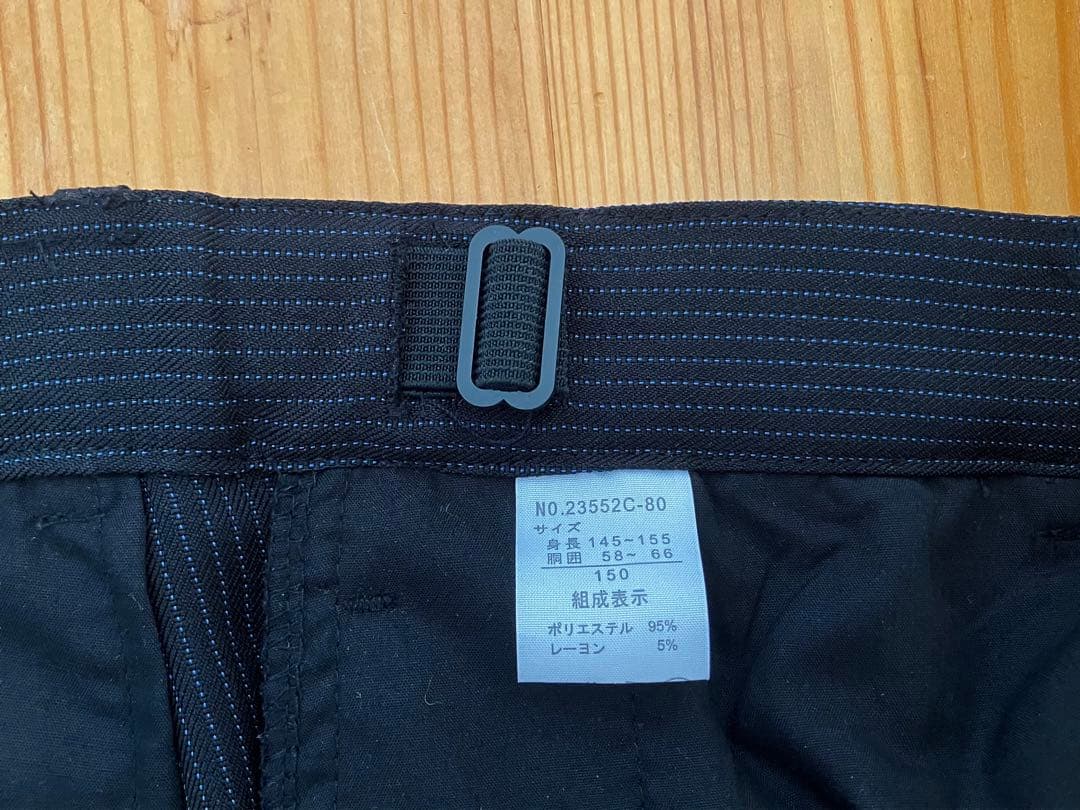 NO.23552C-80
サイズ
身長 145~155
胴囲 58~ 66
150
組成表示
ポリエステル 95%
レーヨン 5%